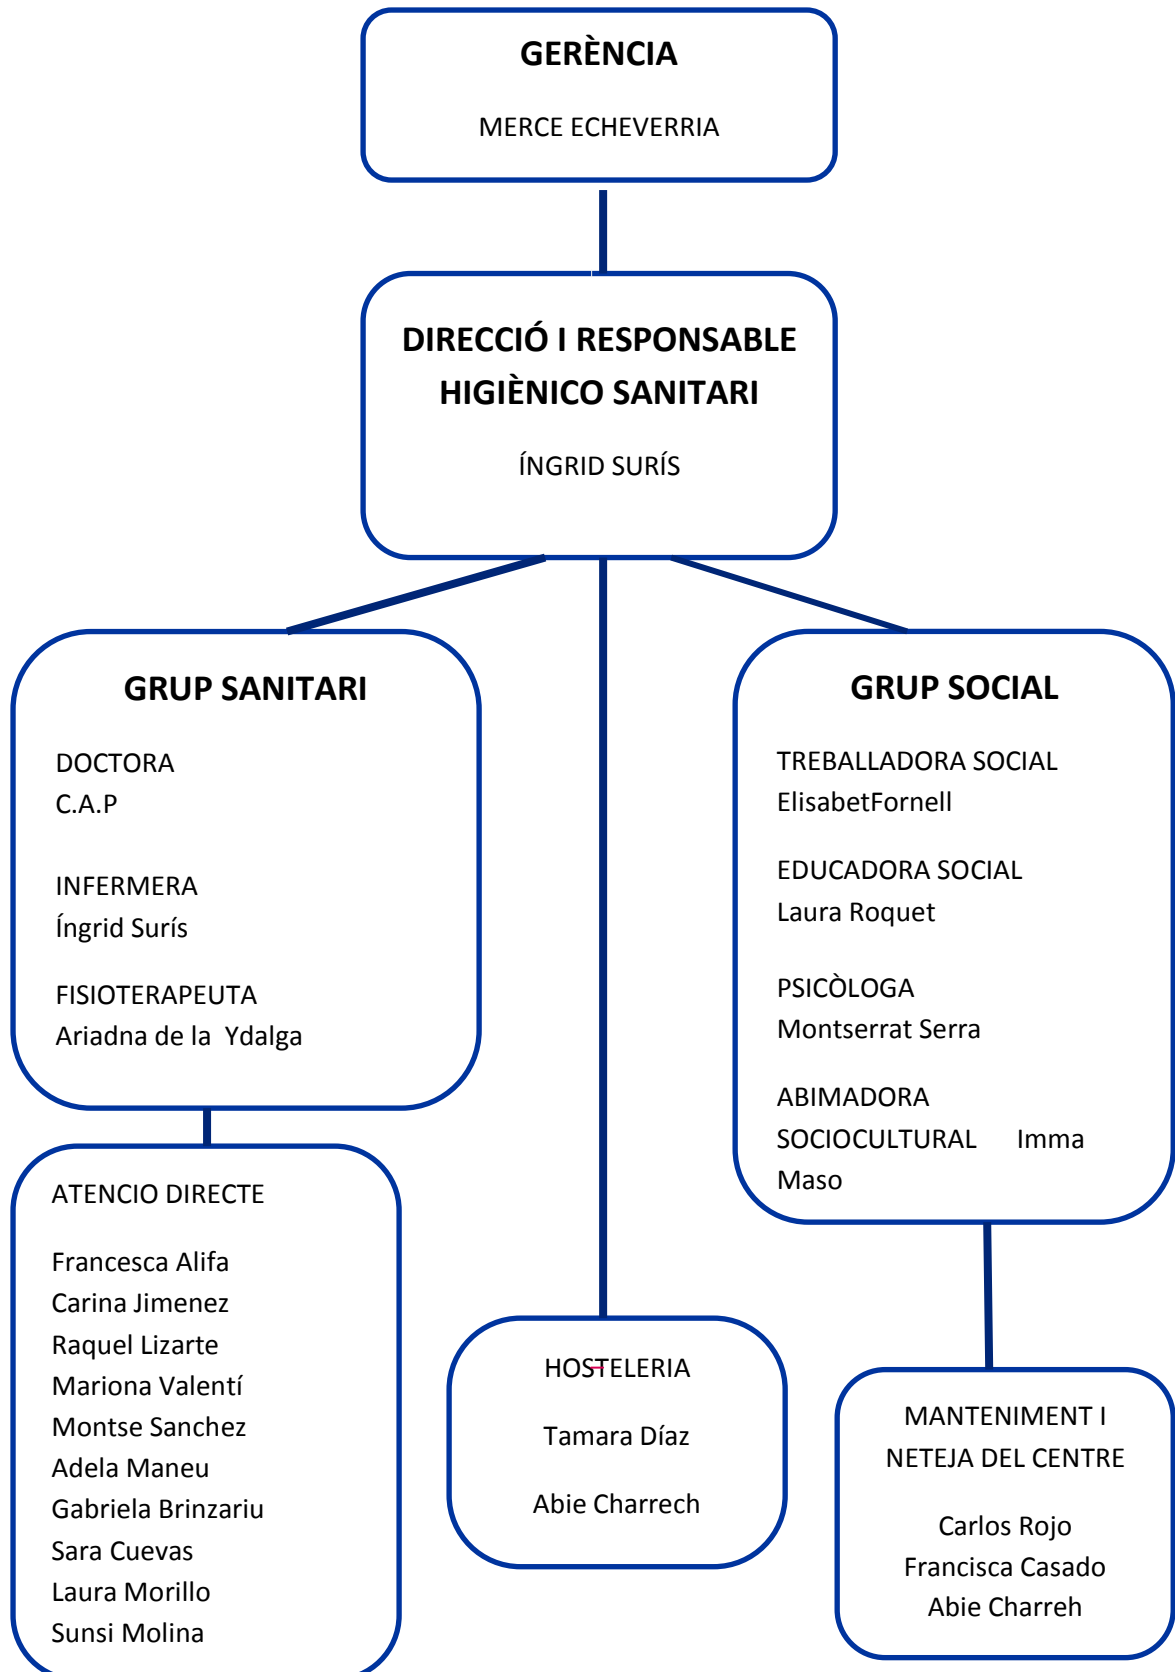 GERÈNCIA
MERCE ECHEVERRIA
DIRECCIÓ I RESPONSABLE
HIGIÈNICO SANITARI
ÍNGRID SURÍS
GRUP SANITARI
DOCTORA
C.A.P
INFERMERA
Íngrid Surís
FISIOTERAPEUTA
Ariadna de la Ydalga
GRUP SOCIAL
TREBALLADORA SOCIAL
ElisabetFornell
EDUCADORA SOCIAL
Laura Roquet
PSICÒLOGA
Montserrat Serra
ABIMADORA
SOCIOCULTURAL Imma
Maso
ATENCIO DIRECTE
Francesca Alifa
Carina Jimenez
Raquel Lizarte
Mariona Valentí
Montse Sanchez
Adela Maneu
Gabriela Brinzariu
Sara Cuevas
Laura Morillo
Sunsi Molina
HOSTELERIA
Tamara Díaz
Abie Charrech
MANTENIMENT I
NETEJA DEL CENTRE
Carlos Rojo
Francisca Casado
Abie Charreh